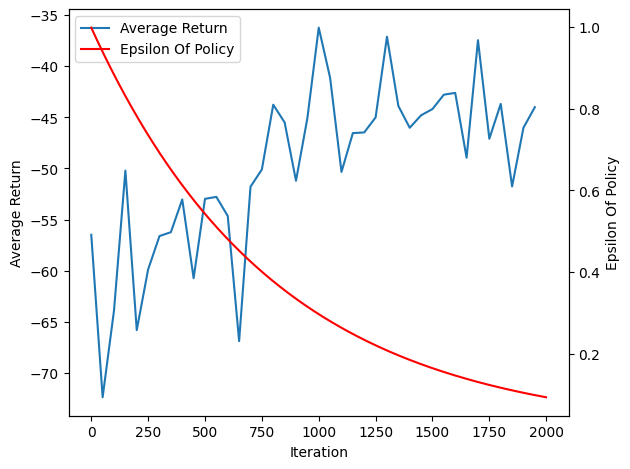 Average Return
Epsilon Of Policy
−35
−40
−45
−50
−55
−60
−65
−70
Average Return
1.0
0.8
0.6
0.4
0.2
Epsilon Of Policy
0 250 500 750 1000 1250 1500 1750 2000
Iteration